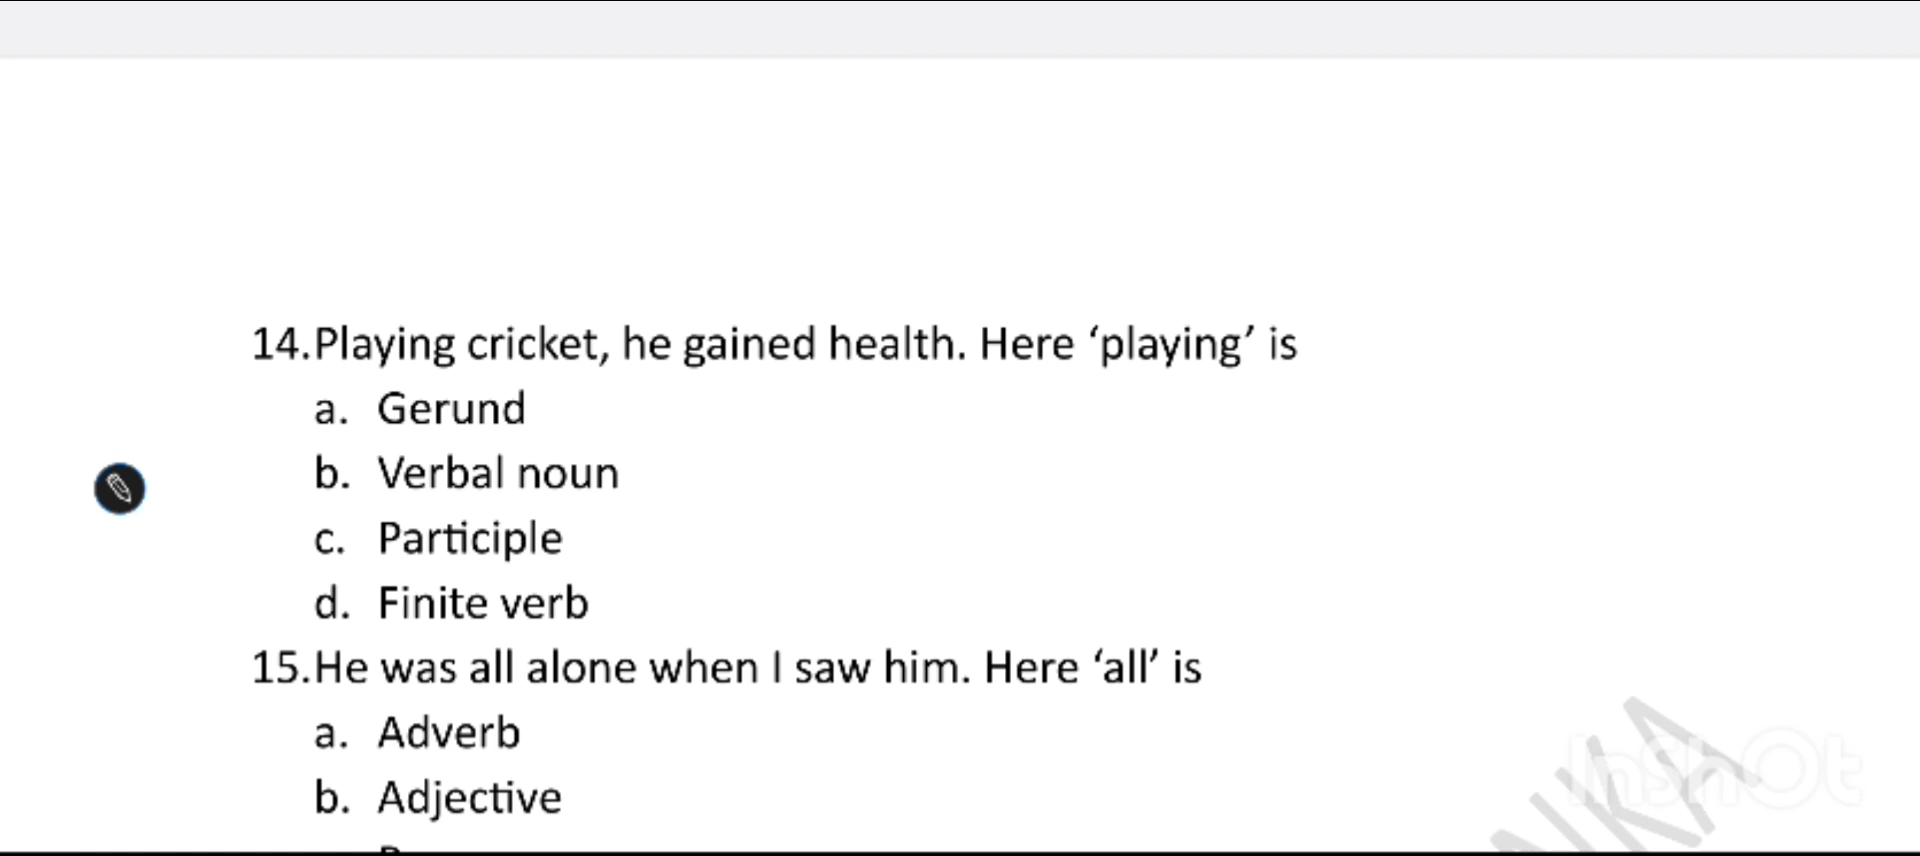 14.Playing cricket, he gained health. Here ‘playing’ is
a. Gerund
b. Verbal noun
c. Participle
d. Finite verb
15.He was all alone when I saw him. Here ‘all’ is
a. Adverb
b. Adjective
InShOt